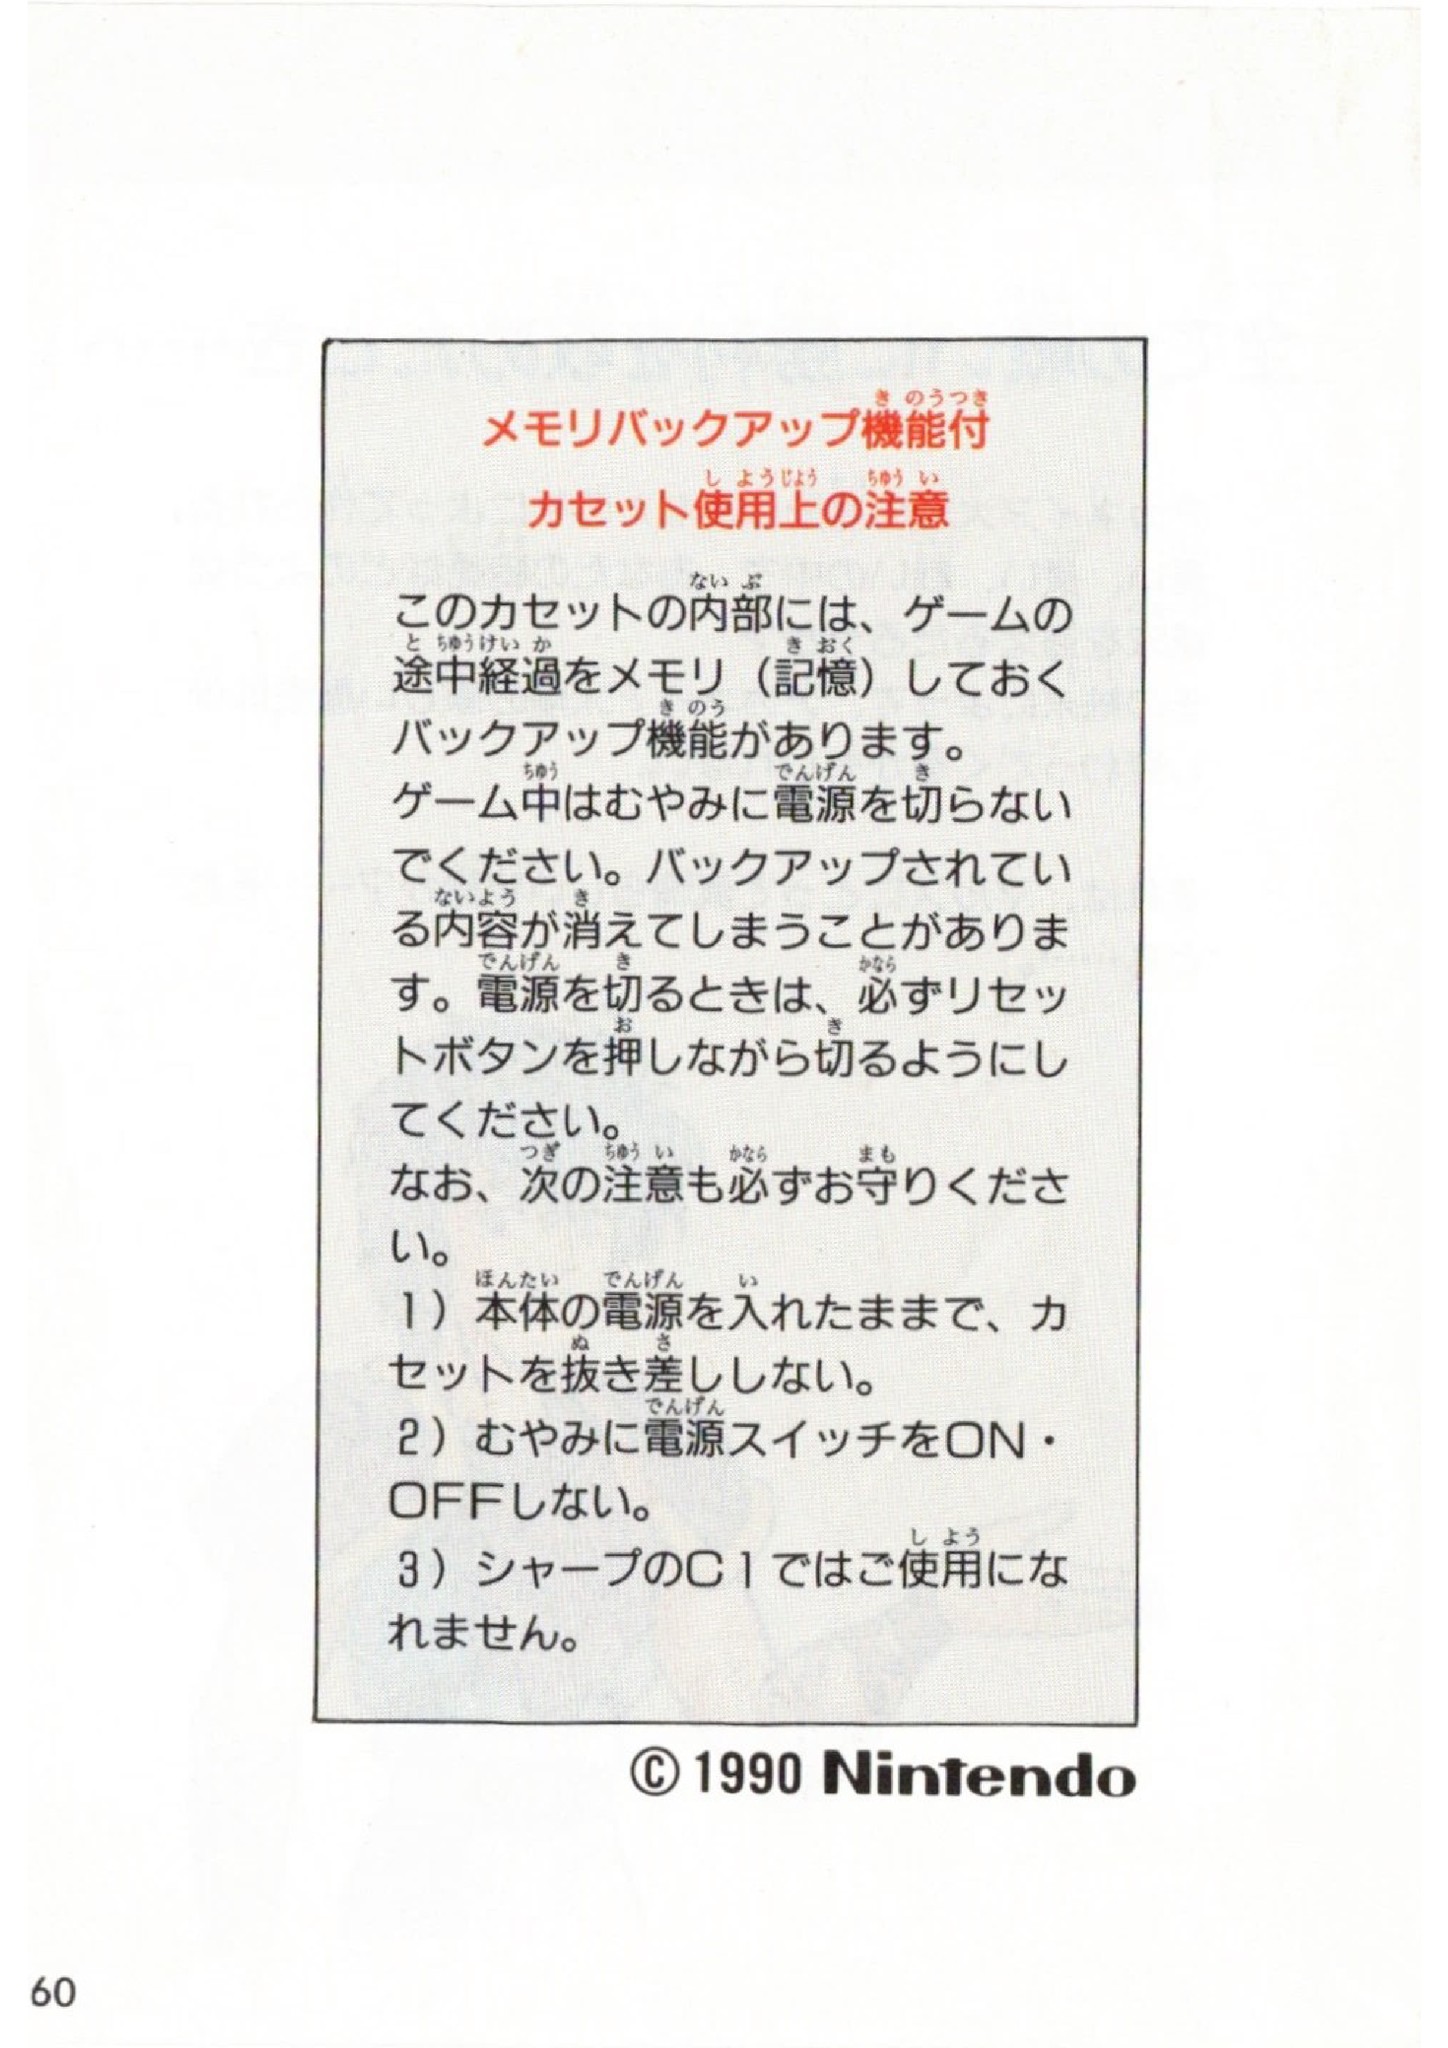 メモリバックアップ機能付
カセット使用上の注意
このカセットの内部には、ゲームの
途中経過をメモリ（記憶）しておく
バックアップ機能があります。
ゲーム中はむやみに電源を切らない
でください。バックアップされてい
る内容が消えてしまうことがありま
す。電源を切るときは、必ずリセッ
トボタンを押しながら切るようにし
てください。
なお、次の注意も必ずお守りくださ
い。
1）本体の電源を入れたままで、カ
セットを抜き差ししない。
2）むやみに電源スイッチをON・
OFFしない。
3）シャープのC1ではご使用にな
れません。
© 1990 Nintendo
60